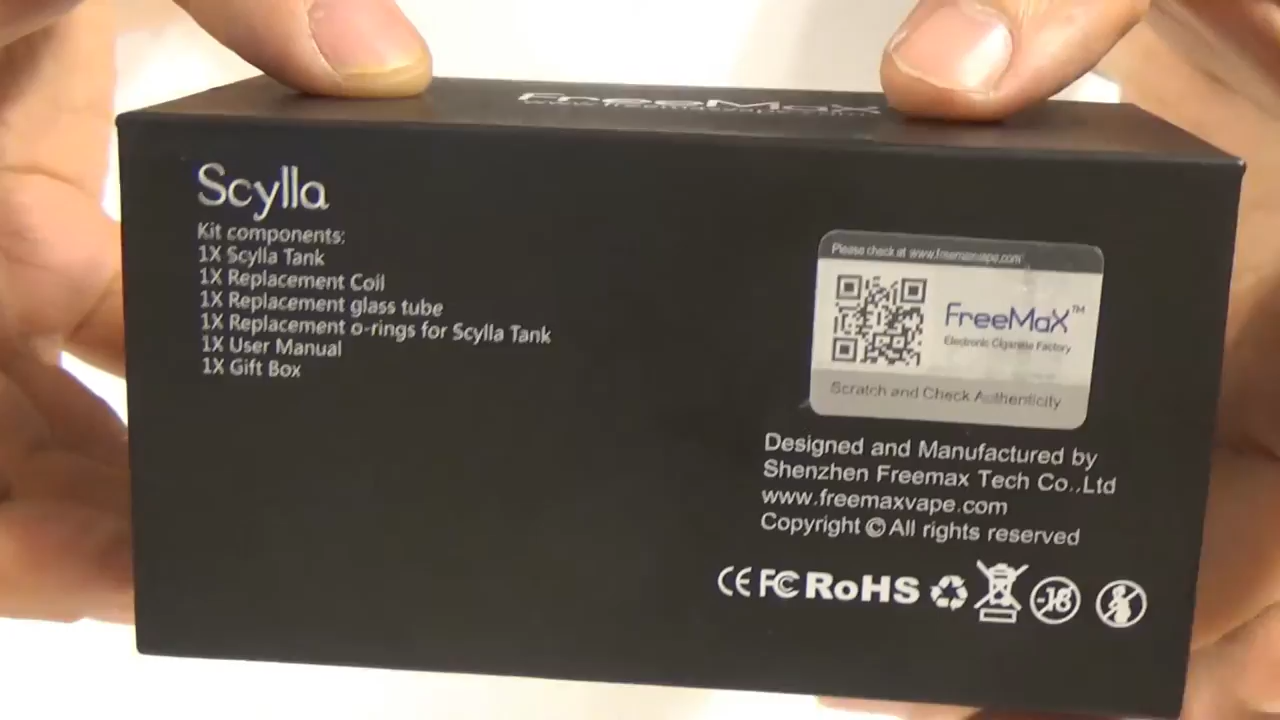 FreeMax
Scylla
Kit components:
1X Scylla Tank
1X Replacement Coil
1X Replacement glass tube
1X Replacement o-rings for Scylla Tank
1X User Manual
1X Gift Box
Please check at www.freemaxvape.com
FreeMaX™
Electronic Cigarette Factory
Scratch and Check Authenticity
Designed and Manufactured by
Shenzhen Freemax Tech Co.,Ltd
www.freemaxvape.com
Copyright © All rights reserved
CE FC RoHS -18